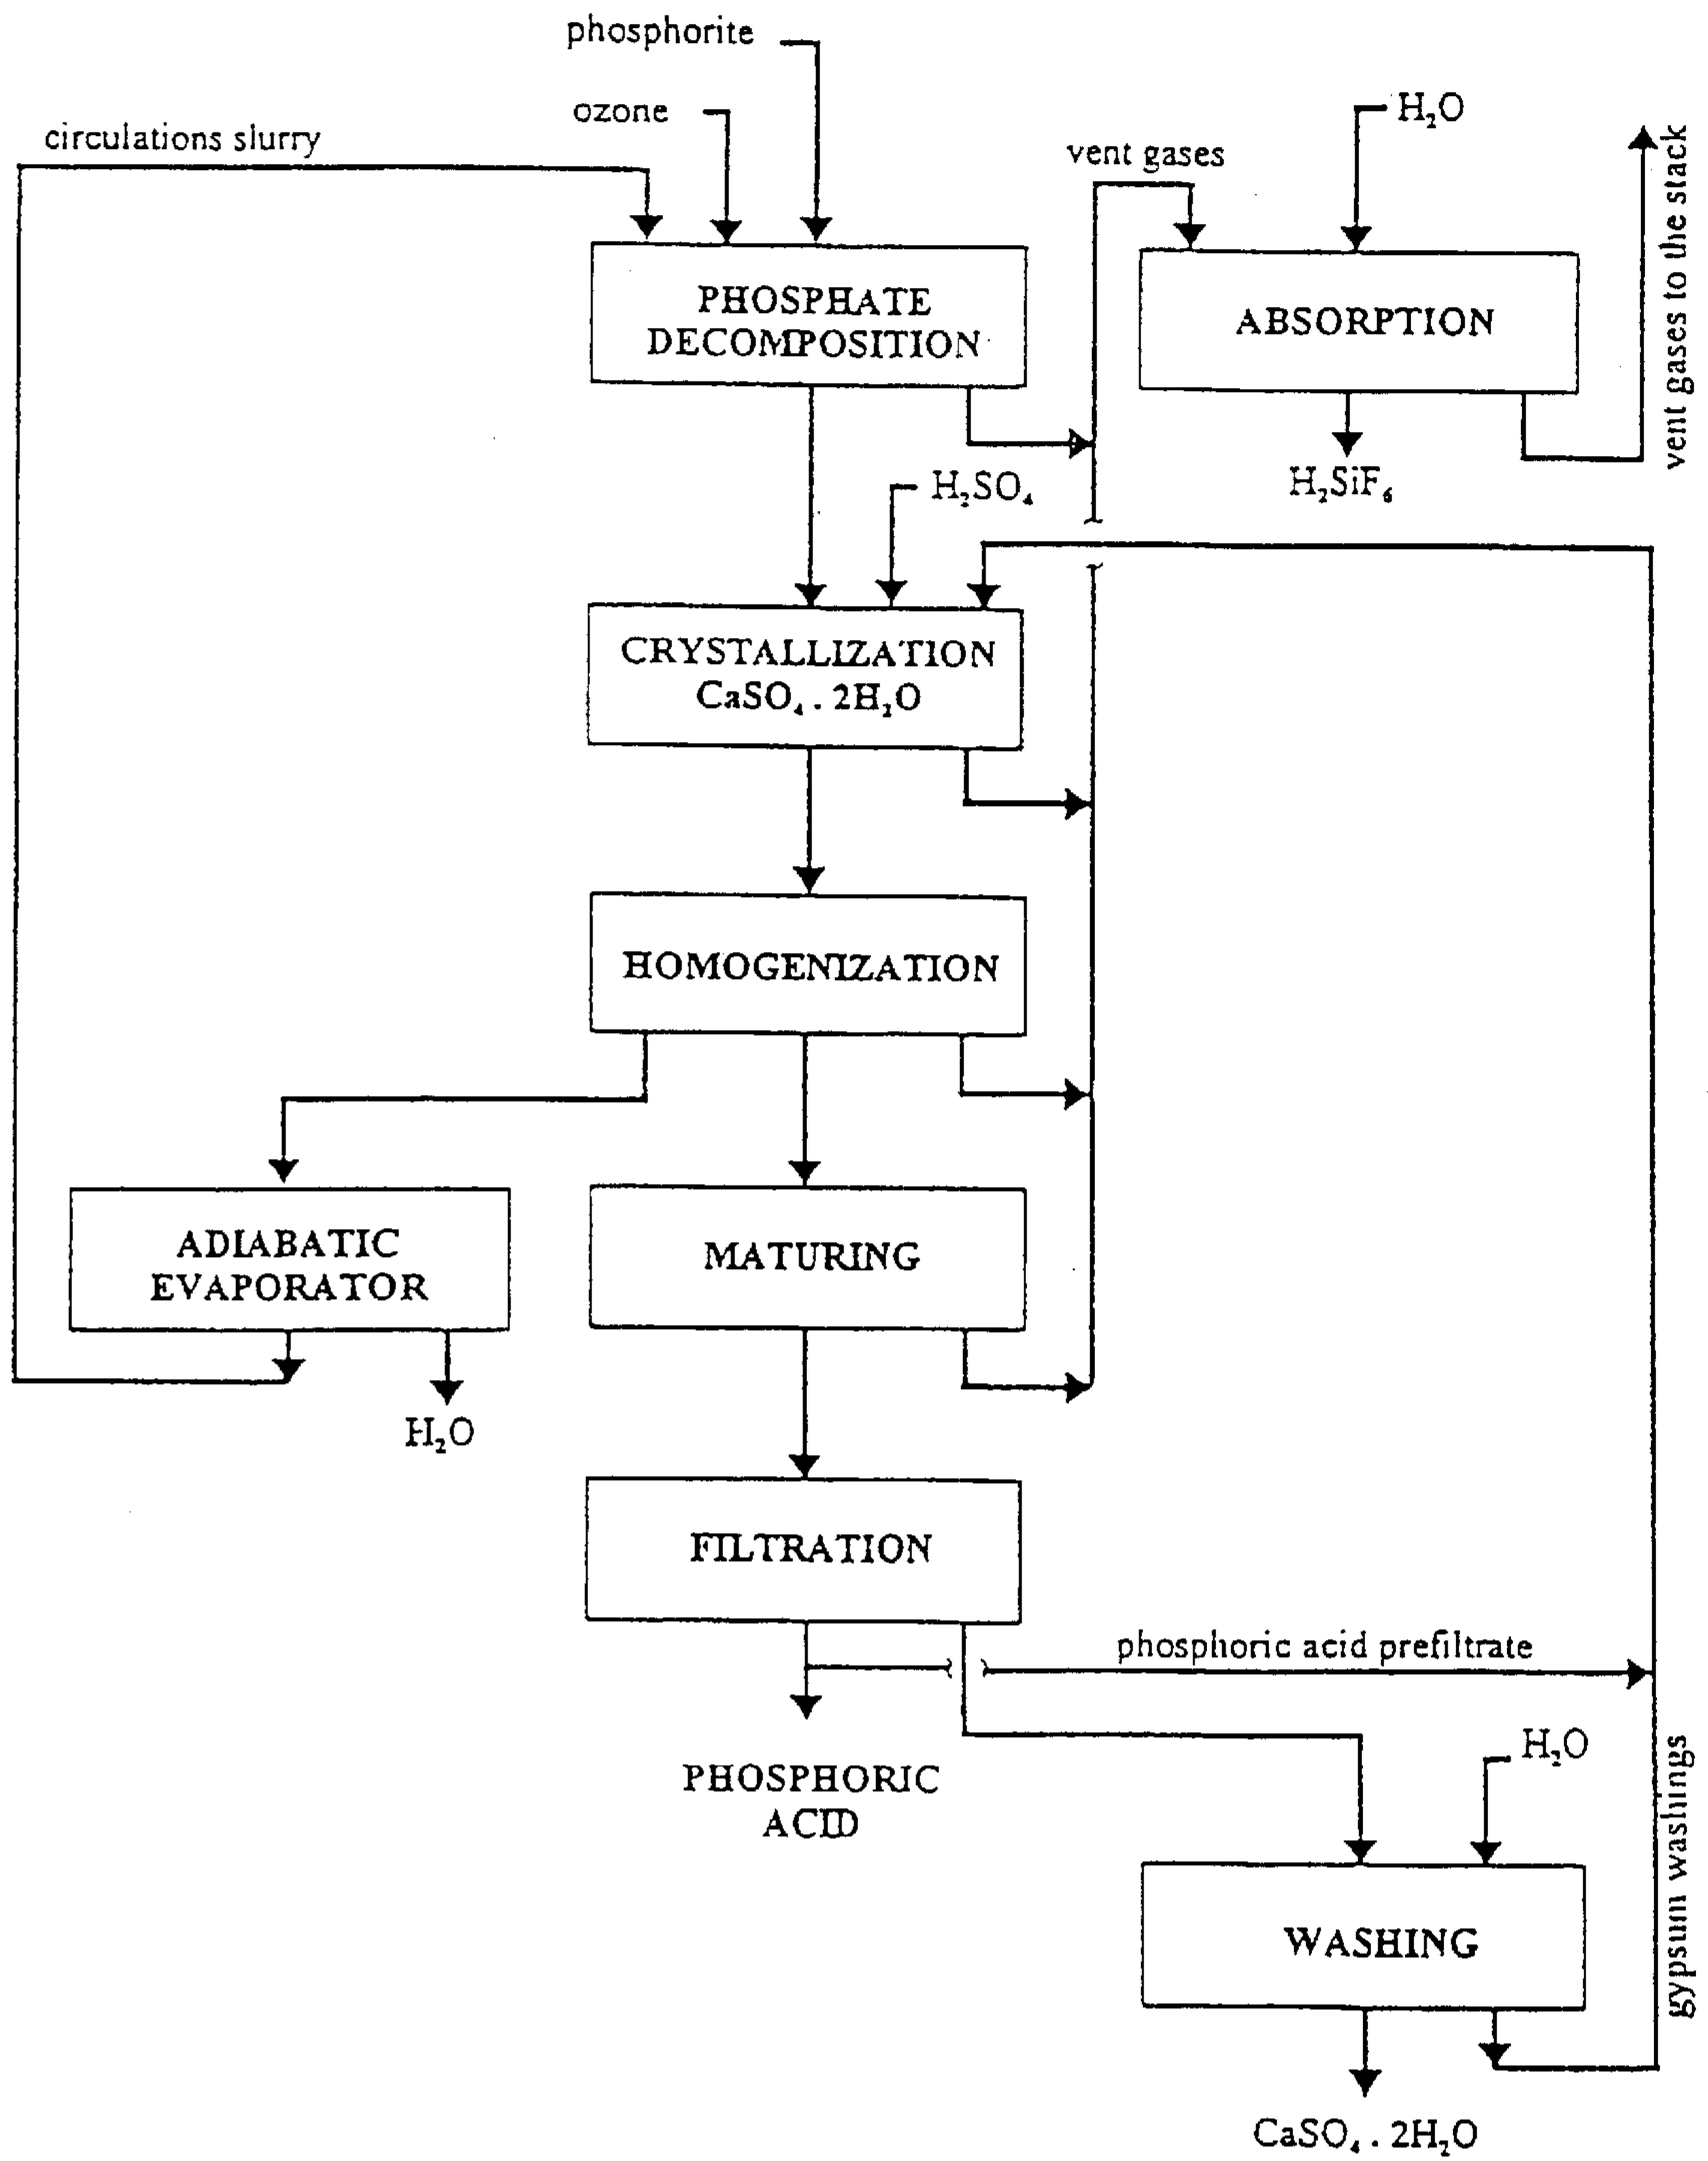 phosphorite
ozone
H₂O
circulations slurry
vent gases
vent gases to the stack
PHOSPHATE
DECOMPOSITION
ABSORPTION
H₂SO₄
H₂SiF₆
CRYSTALLIZATION
CaSO₄ . 2H₂O
HOMOGENIZATION
ADIABATIC
EVAPORATOR
MATURING
H₂O
FILTRATION
phosphoric acid prefiltrate
H₂O
PHOSPHORIC
ACID
gypsum washings
WASHING
CaSO₄ . 2H₂O